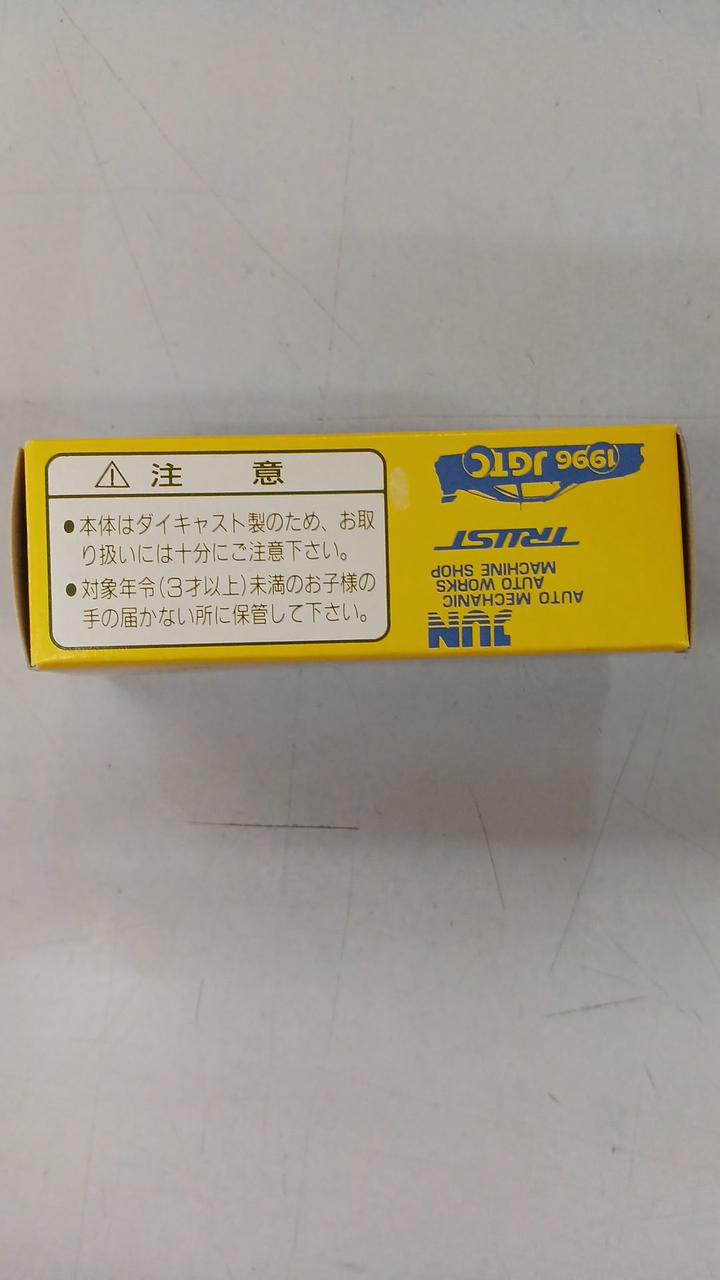 ⚠ 注 意
●本体はダイキャスト製のため、お取
り扱いには十分にご注意下さい。
●対象年令(3才以上)未満のお子様の
手の届かない所に保管して下さい。
JUN
AUTO MECHANIC
AUTO WORKS
MACHINE SHOP
TRUST
1996 JGTC